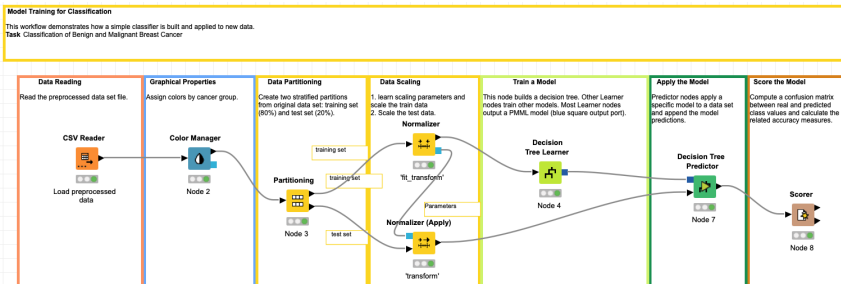 Model Training for Classification
This workflow demonstrates how a simple classifier is built and applied to new data.
Task Classification of Benign and Malignant Breast Cancer
Data Reading
Read the preprocessed data set file.
CSV Reader
Load preprocessed
data
Graphical Properties
Assign colors by cancer group.
Color Manager
Node 2
Data Partitioning
Create two stratified partitions
from original data set: training set
(80%) and test set (20%).
training set
training set
Partitioning
Node 3
test set
Data Scaling
1. learn scaling parameters and
scale the train data
2. Scale the test data.
Normalizer
'fit_transform'
Parameters
Normalizer (Apply)
'transform'
Train a Model
This node builds a decision tree. Other Learner
nodes train other models. Most Learner nodes
output a PMML model (blue square output port).
Decision
Tree Learner
Node 4
Apply the Model
Predictor nodes apply a
specific model to a data set
and append the model
predictions.
Decision Tree
Predictor
Node 7
Score the Model
Compute a confusion matrix
between real and predicted
class values and calculate the
related accuracy measures.
Scorer
Node 8